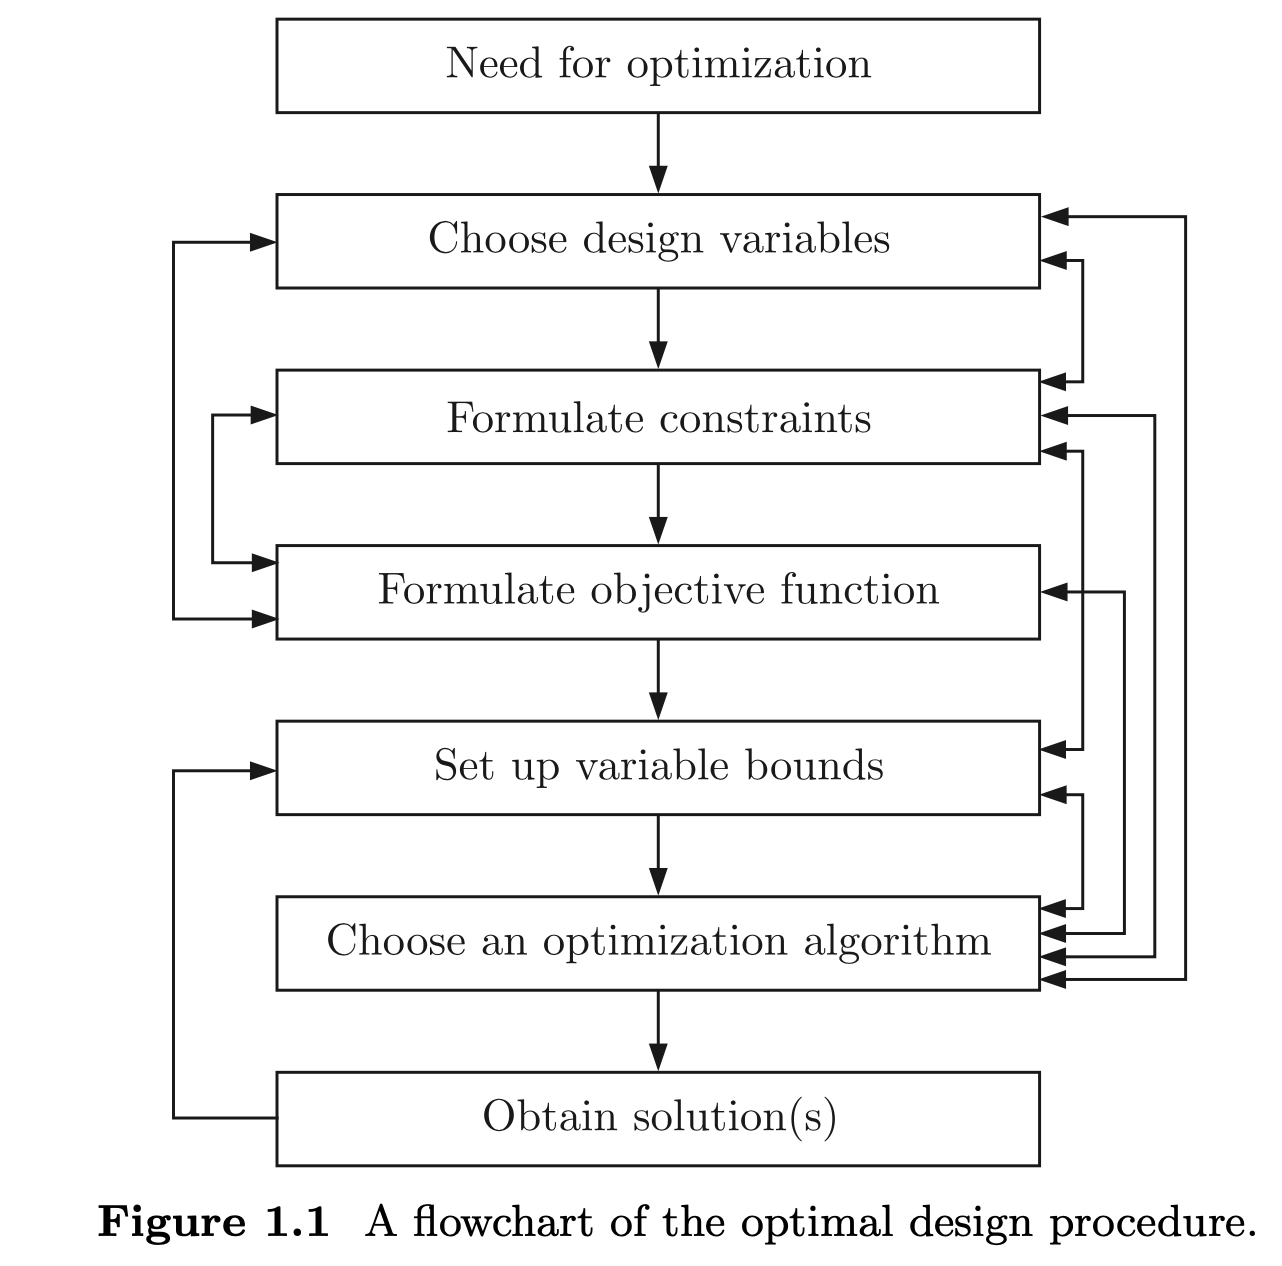 Need for optimization
Choose design variables
Formulate constraints
Formulate objective function
Set up variable bounds
Choose an optimization algorithm
Obtain solution(s)
Figure 1.1 A flowchart of the optimal design procedure.